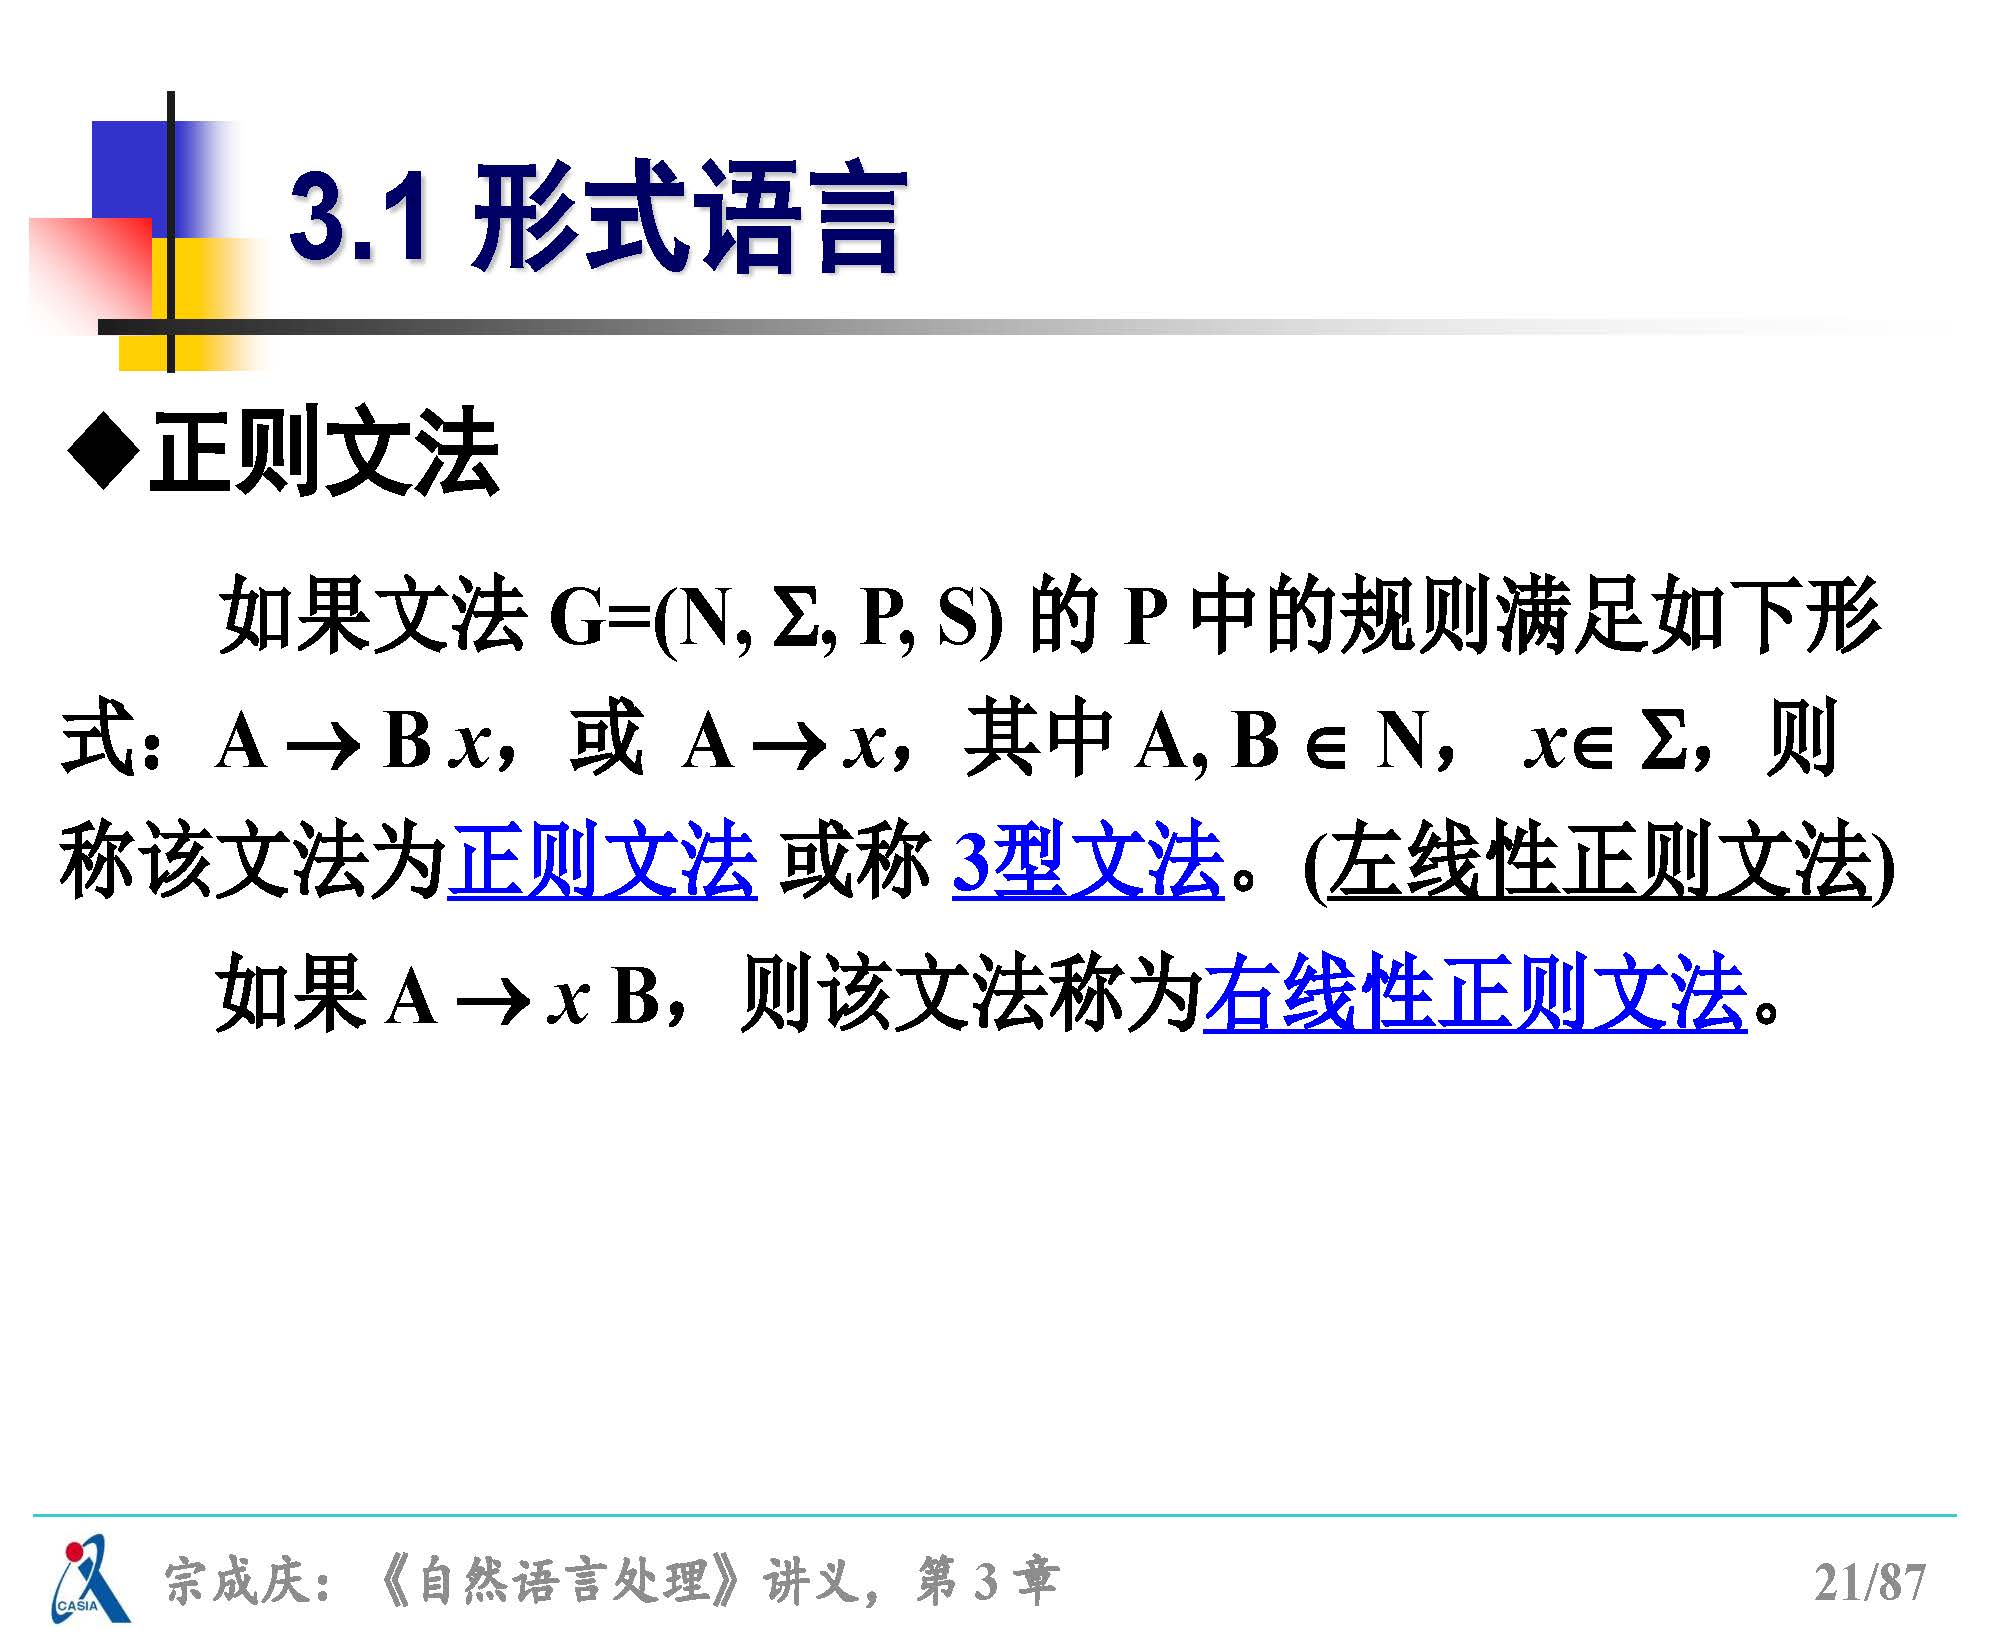 3.1 形式语言
◆正则文法
如果文法 G=(N, Σ, P, S) 的 P 中的规则满足如下形
式：A → B x，或 A → x，其中 A, B ∈ N， x∈ Σ，则
称该文法为正则文法 或称 3型文法。(左线性正则文法)
如果 A → x B，则该文法称为右线性正则文法。
CASIA
宗成庆：《自然语言处理》讲义，第 3 章
21/87